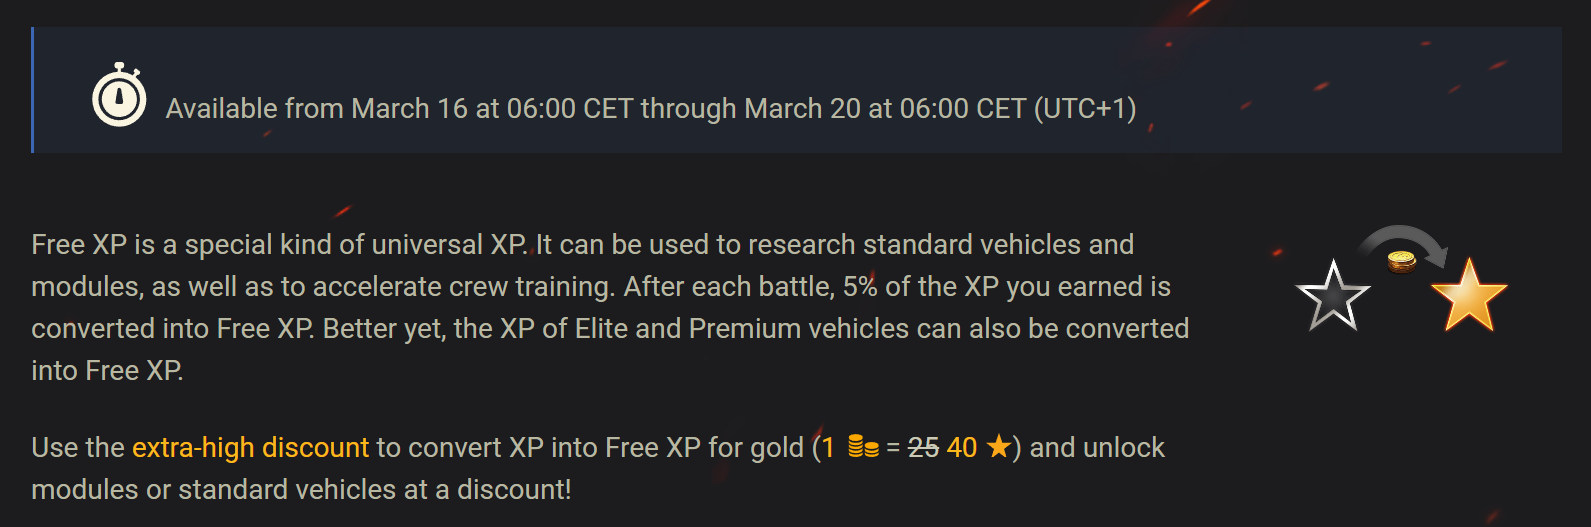 Available from March 16 at 06:00 CET through March 20 at 06:00 CET (UTC+1)
Free XP is a special kind of universal XP. It can be used to research standard vehicles and
modules, as well as to accelerate crew training. After each battle, 5% of the XP you earned is
converted into Free XP. Better yet, the XP of Elite and Premium vehicles can also be converted
into Free XP.
Use the extra-high discount to convert XP into Free XP for gold (1 = 25 40 ★) and unlock
modules or standard vehicles at a discount!